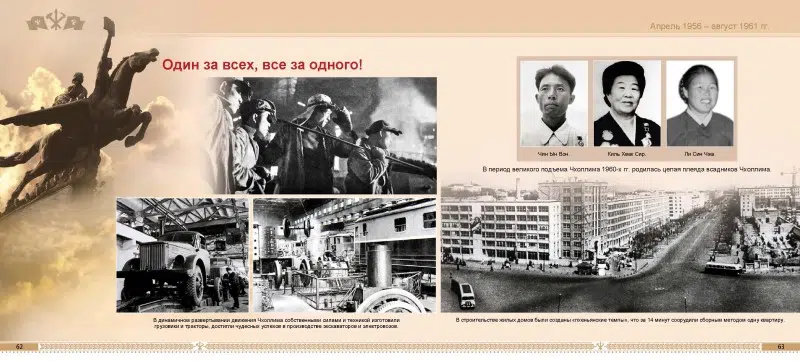 Апрель 1956 – август 1961 гг.
Один за всех, все за одного!
Чин Ын Вон.
Киль Хвак Сир.
Ли Син Чжа.
В период великого подъема Чхоллима 1960-х гг. родилась целая плеяда всадников Чхоллима.
В динамичное развертывании движения Чхоллима собственными силами и техникой изготовили
грузовики и тракторы, достигли чудесных успехов в производстве экскаваторов и электровозов.
В строительстве жилых домов были созданы «пхеньянские темпы», что за 14 минут соорудили сборным методом одну квартиру.
62
63